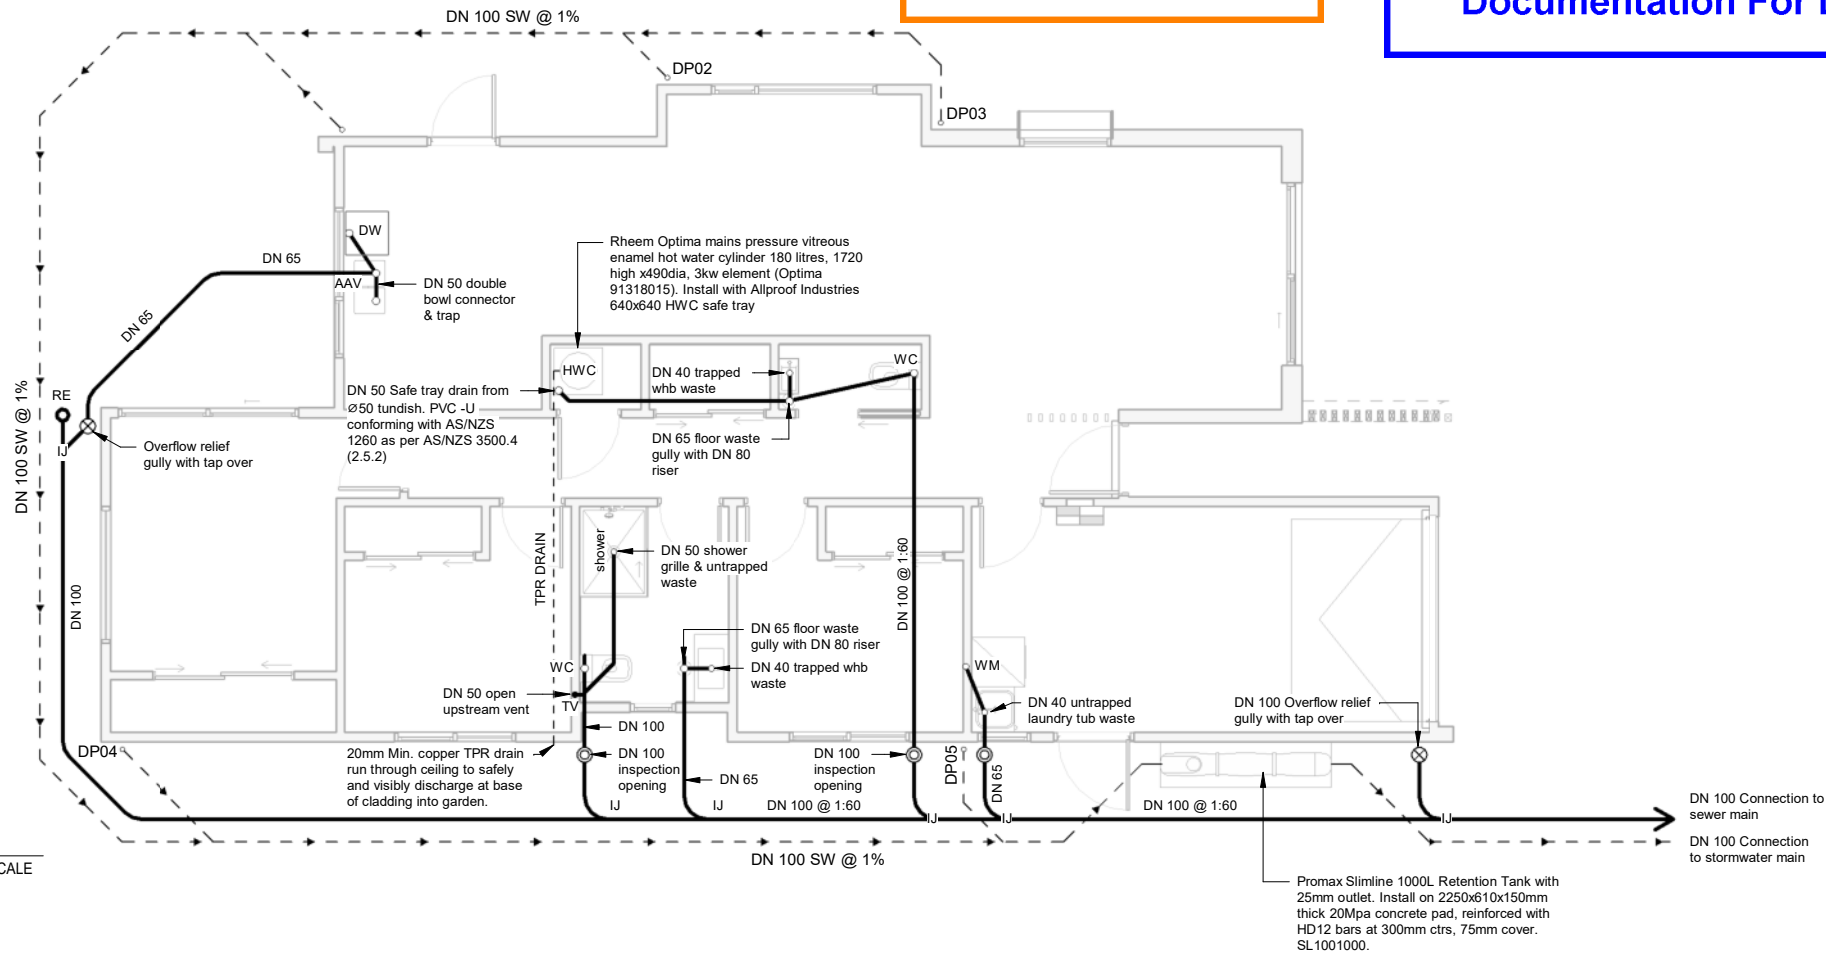 Documentation For
DN 100 SW @ 1%
DP02
DP03
DW
DN 65
AAV
DN 50 double
bowl connector
& trap
Rheem Optima mains pressure vitreous
enamel hot water cylinder 180 litres, 1720
high x490dia, 3kw element (Optima
91318015). Install with Allproof Industries
640x640 HWC safe tray
DN 65
HWC
DN 40 trapped
whb waste
WC
DN 50 Safe tray drain from
Ø50 tundish. PVC -U
conforming with AS/NZS
1260 as per AS/NZS 3500.4
(2.5.2)
RE
IJ
Overflow relief
gully with tap over
DN 65 floor waste
gully with DN 80
riser
DN 100 SW @ 1%
DN 100
TPR DRAIN
shower
DN 50 shower
grille & untrapped
waste
DN 100 @ 1:60
DN 65 floor waste
gully with DN 80 riser
WC
DN 40 trapped whb
waste
WM
DN 50 open
upstream vent
TV
DN 40 untrapped
laundry tub waste
DN 100 Overflow relief
gully with tap over
DN 100
DP04
20mm Min. copper TPR drain
run through ceiling to safely
and visibly discharge at base
of cladding into garden.
DN 100
inspection
opening
DN 65
DN 100
inspection
opening
DP05
DN 65
IJ
IJ
DN 100 @ 1:60
IJ
IJ
DN 100 @ 1:60
IJ
DN 100 Connection to
sewer main
DN 100 Connection
to stormwater main
DN 100 SW @ 1%
CALE
Promax Slimline 1000L Retention Tank with
25mm outlet. Install on 2250x610x150mm
thick 20Mpa concrete pad, reinforced with
HD12 bars at 300mm ctrs, 75mm cover.
SL1001000.